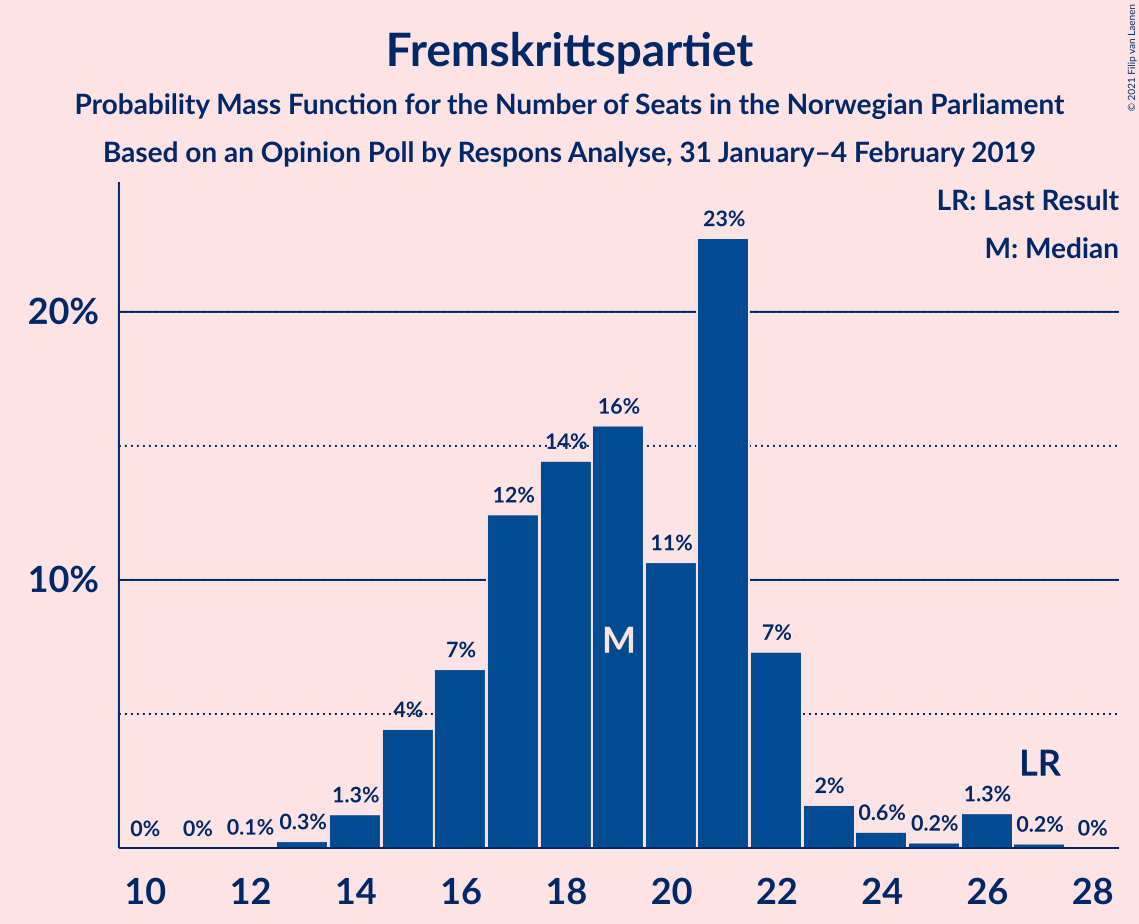 Fremskrittspartiet
Probability Mass Function for the Number of Seats in the Norwegian Parliament
Based on an Opinion Poll by Respons Analyse, 31 January–4 February 2019
© 2021 Filip van Laenen
LR: Last Result
M: Median
20%
10%
0%
0%
0.1%
0.3%
1.3%
4%
7%
12%
14%
16%
11%
23%
7%
2%
0.6%
0.2%
1.3%
0.2%
0%
M
LR
10 12 14 16 18 20 22 24 26 28